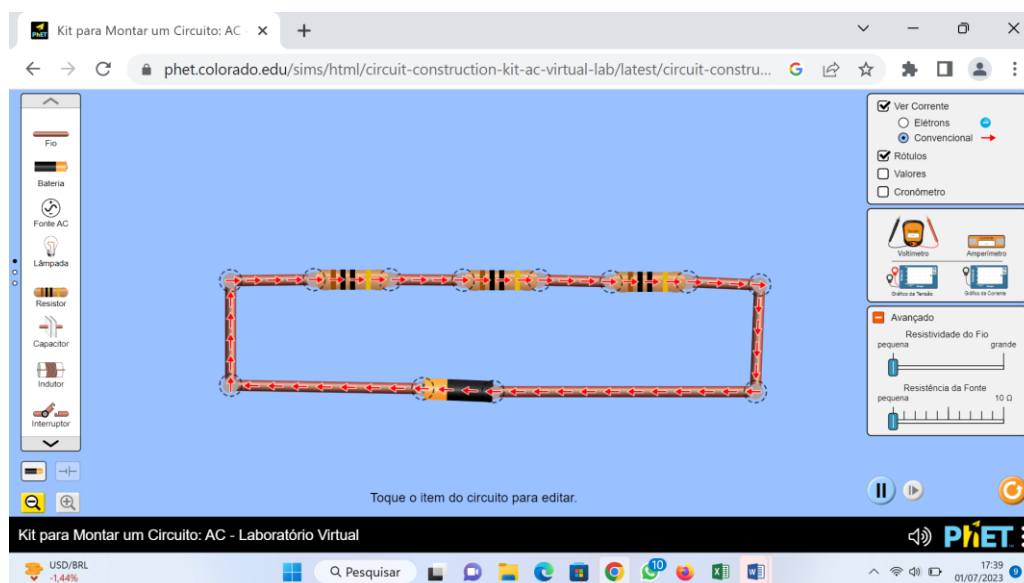 Kit para Montar um Circuito: AC
phet.colorado.edu/sims/html/circuit-construction-kit-ac-virtual-lab/latest/circuit-constru...
Fio
Bateria
Fonte AC
Lâmpada
Resistor
Capacitor
Indutor
Interruptor
Ver Corrente
Elétrons
Convencional
Rótulos
Valores
Cronômetro
Voltímetro
Amperímetro
Gráfico da Tensão
Gráfico da Corrente
Avançado
Resistividade do Fio
pequena
grande
Resistência da Fonte
pequena
10 Ω
Toque o item do circuito para editar.
Kit para Montar um Circuito: AC - Laboratório Virtual
PhET
USD/BRL
-1,44%
Pesquisar
10
17:39
01/07/2023
9